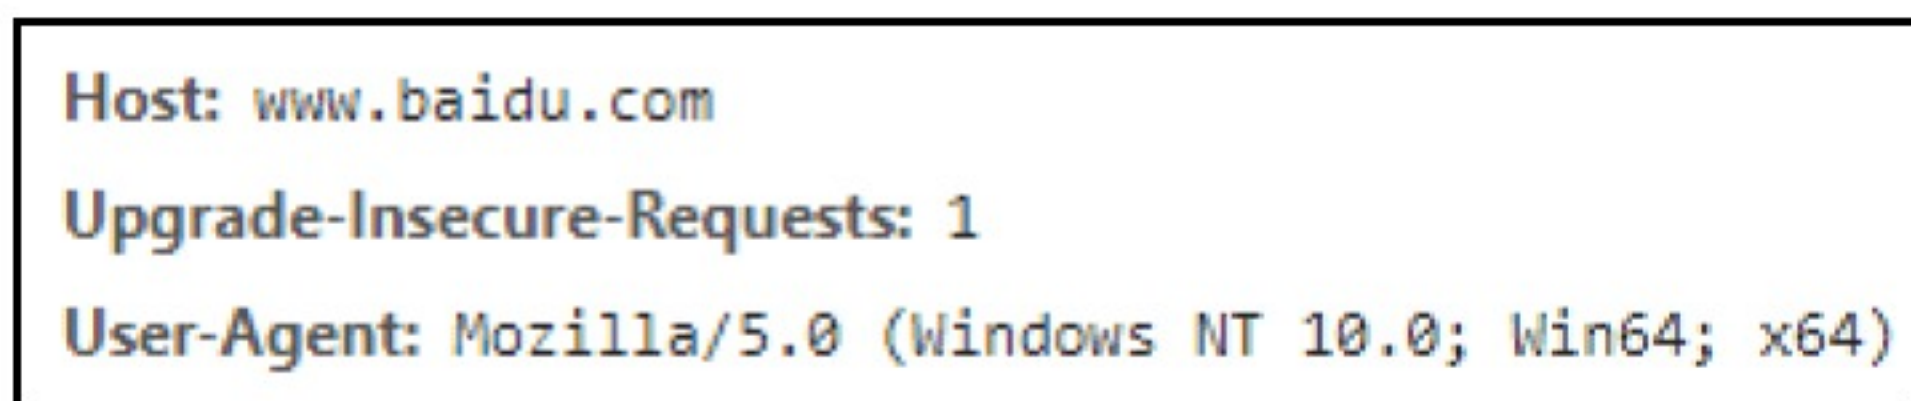 Host: www.baidu.com
Upgrade-Insecure-Requests: 1
User-Agent: Mozilla/5.0 (Windows NT 10.0; Win64; x64)